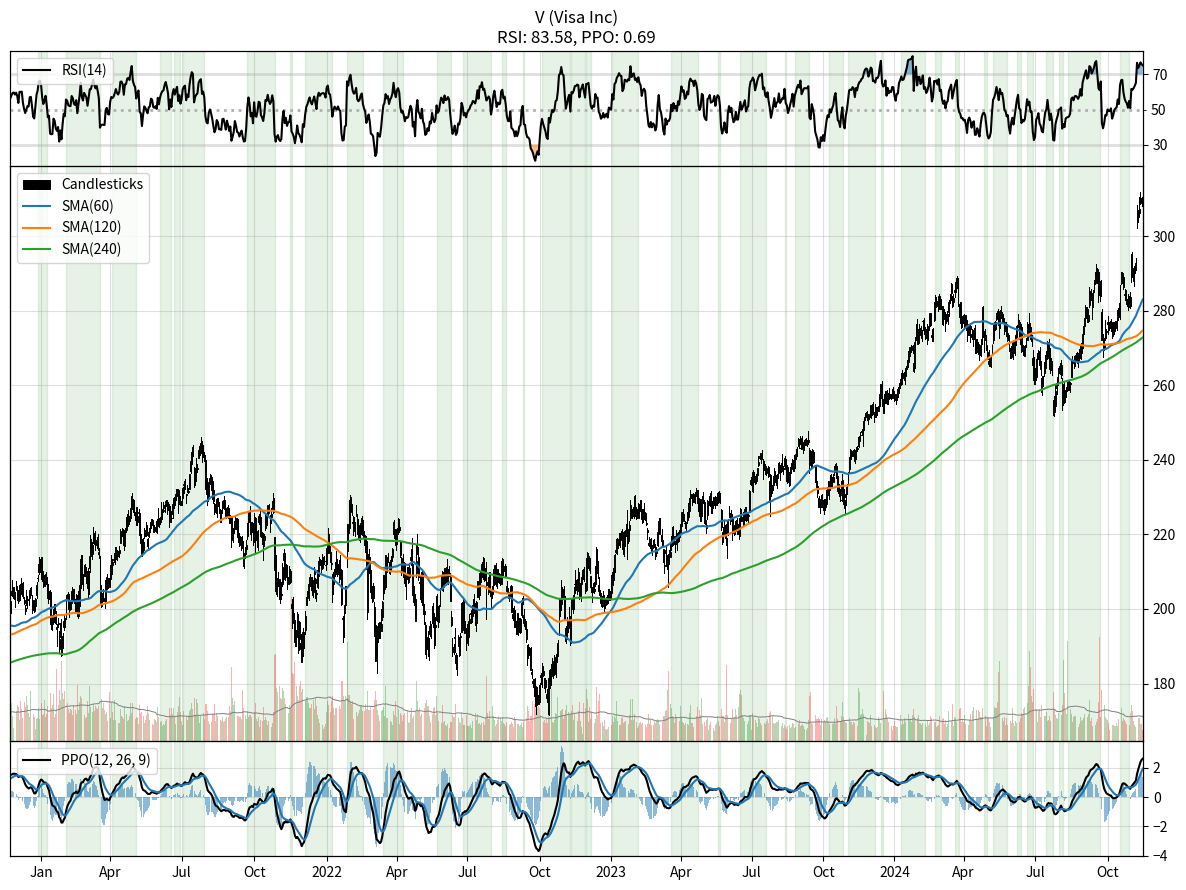 V (Visa Inc)
RSI: 83.58, PPO: 0.69
RSI(14)
70
50
30
Candlesticks
SMA(60)
SMA(120)
SMA(240)
300
280
260
240
220
200
180
PPO(12, 26, 9)
2
0
−2
−4
Jan Apr Jul Oct 2022 Apr Jul Oct 2023 Apr Jul Oct 2024 Apr Jul Oct